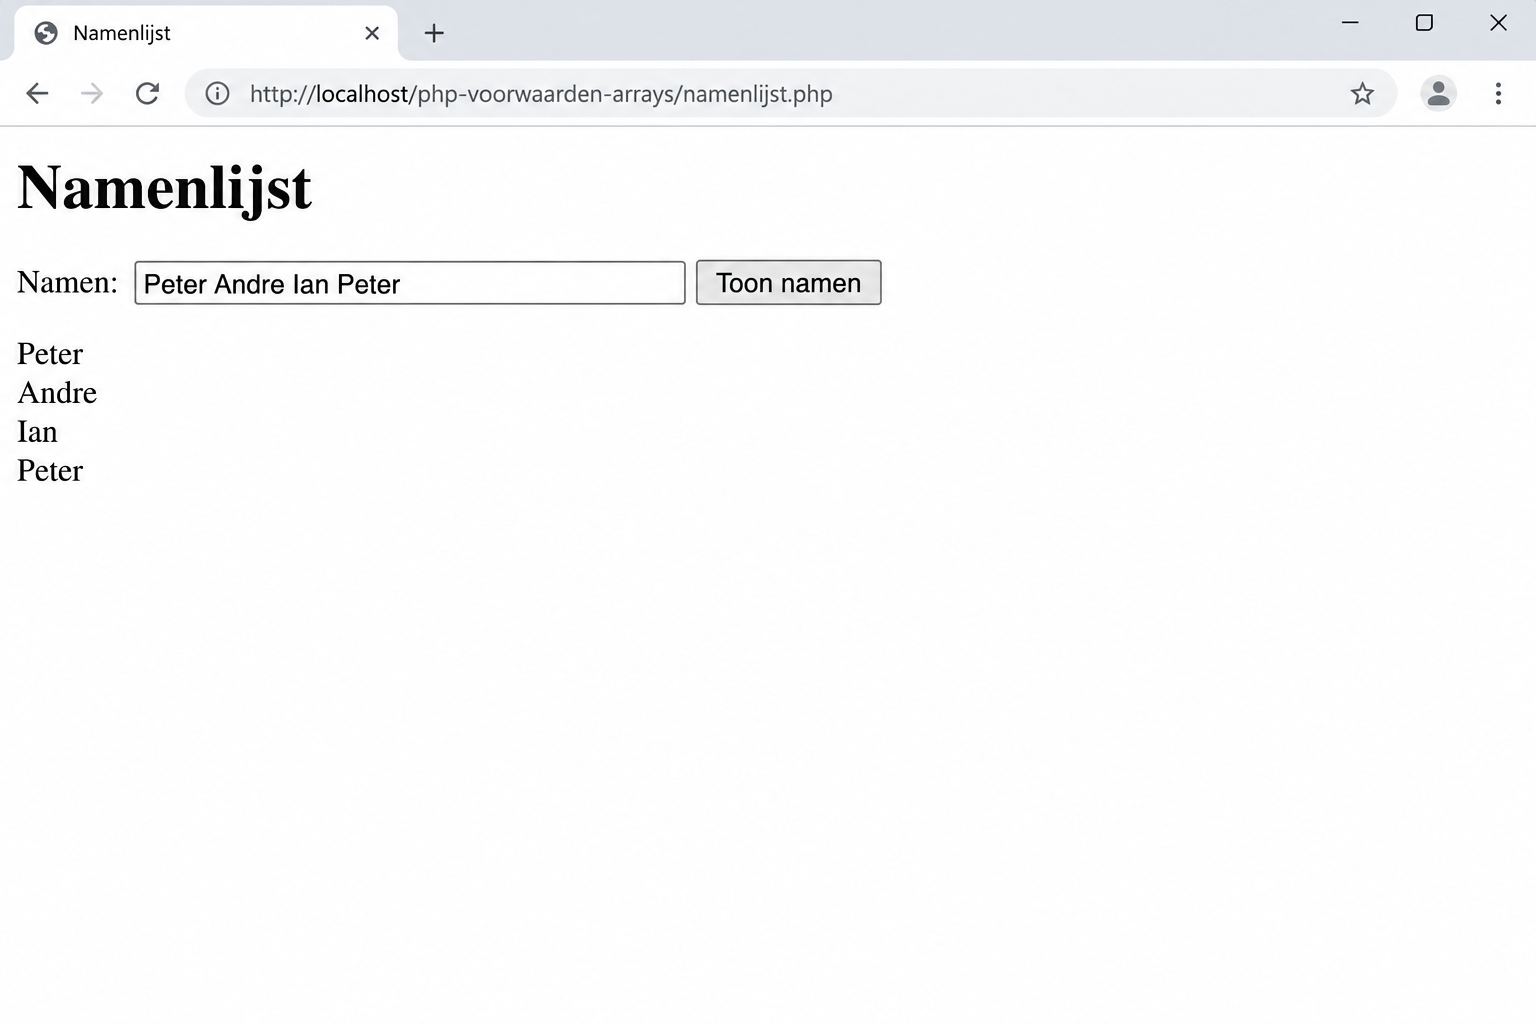 Namenlijst
http://localhost/php-voorwaarden-arrays/namenlijst.php
Namenlijst
Namen: Peter Andre Ian Peter Toon namen
Peter
Andre
Ian
Peter